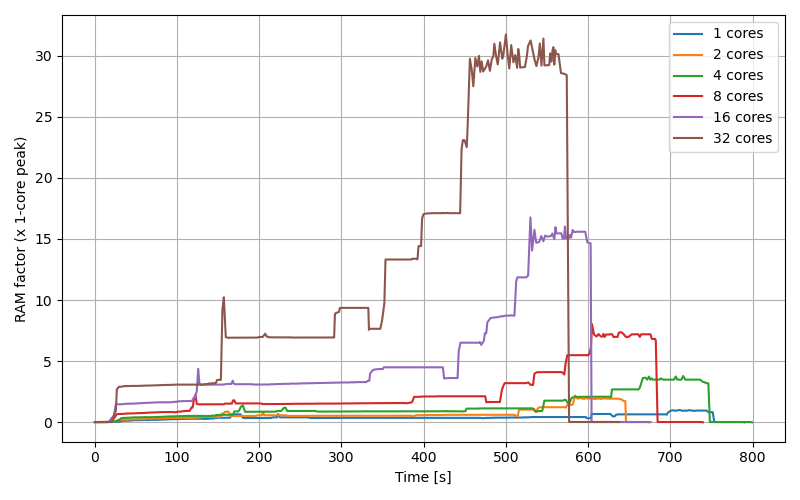 1 cores
2 cores
4 cores
8 cores
16 cores
32 cores
RAM factor (x 1-core peak)
30
25
20
15
10
5
0
0 100 200 300 400 500 600 700 800
Time [s]